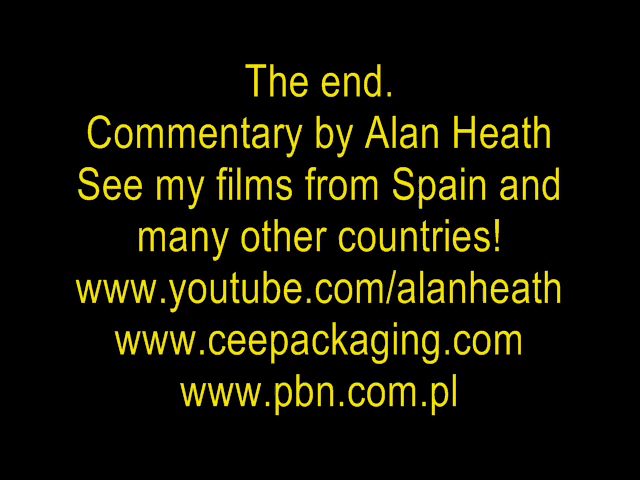 The end.
Commentary by Alan Heath
See my films from Spain and
many other countries!
www.youtube.com/alanheath
www.ceepackaging.com
www.pbn.com.pl